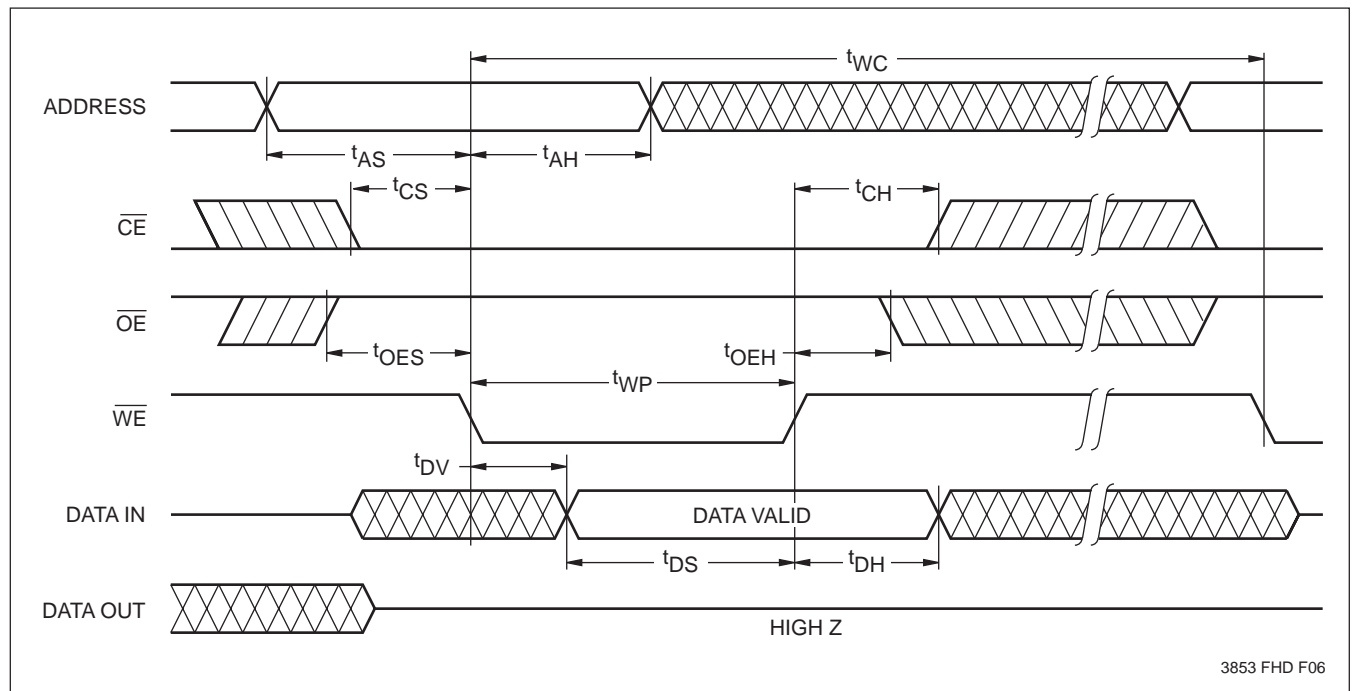 tWC
ADDRESS
tAS
tAH
tCS
tCH
CE
OE
tOES
tOEH
tWP
WE
tDV
DATA IN
DATA VALID
tDS
tDH
DATA OUT
HIGH Z
3853 FHD F06